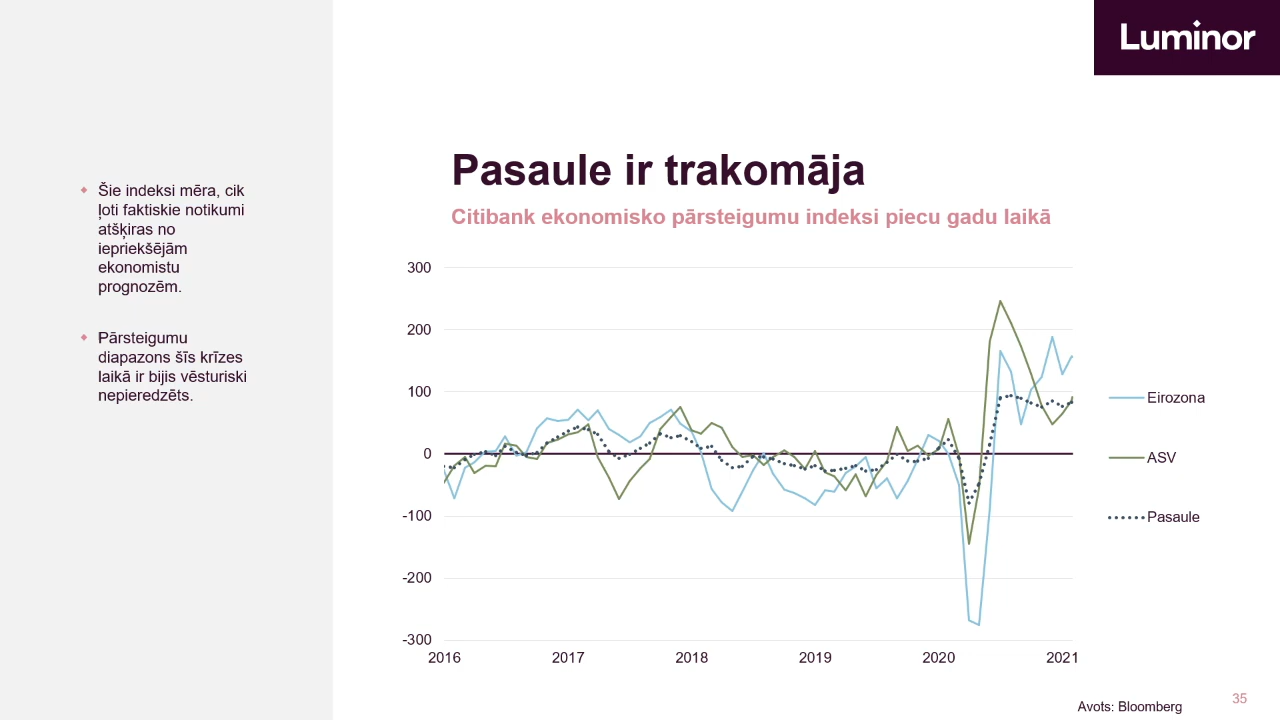 Luminor
Šie indeksi mēra, cik
ļoti faktiskie notikumi
atšķiras no
iepriekšējām
ekonomistu
prognozēm.
Pārsteigumu
diapazons šīs krīzes
laikā ir bijis vēsturiski
nepieredzēts.
Pasaule ir trakomāja
Citibank ekonomisko pārsteigumu indeksi piecu gadu laikā
300
200
100
0
-100
-200
-300
2016 2017 2018 2019 2020 2021
Eirozona
ASV
Pasaule
Avots: Bloomberg
35